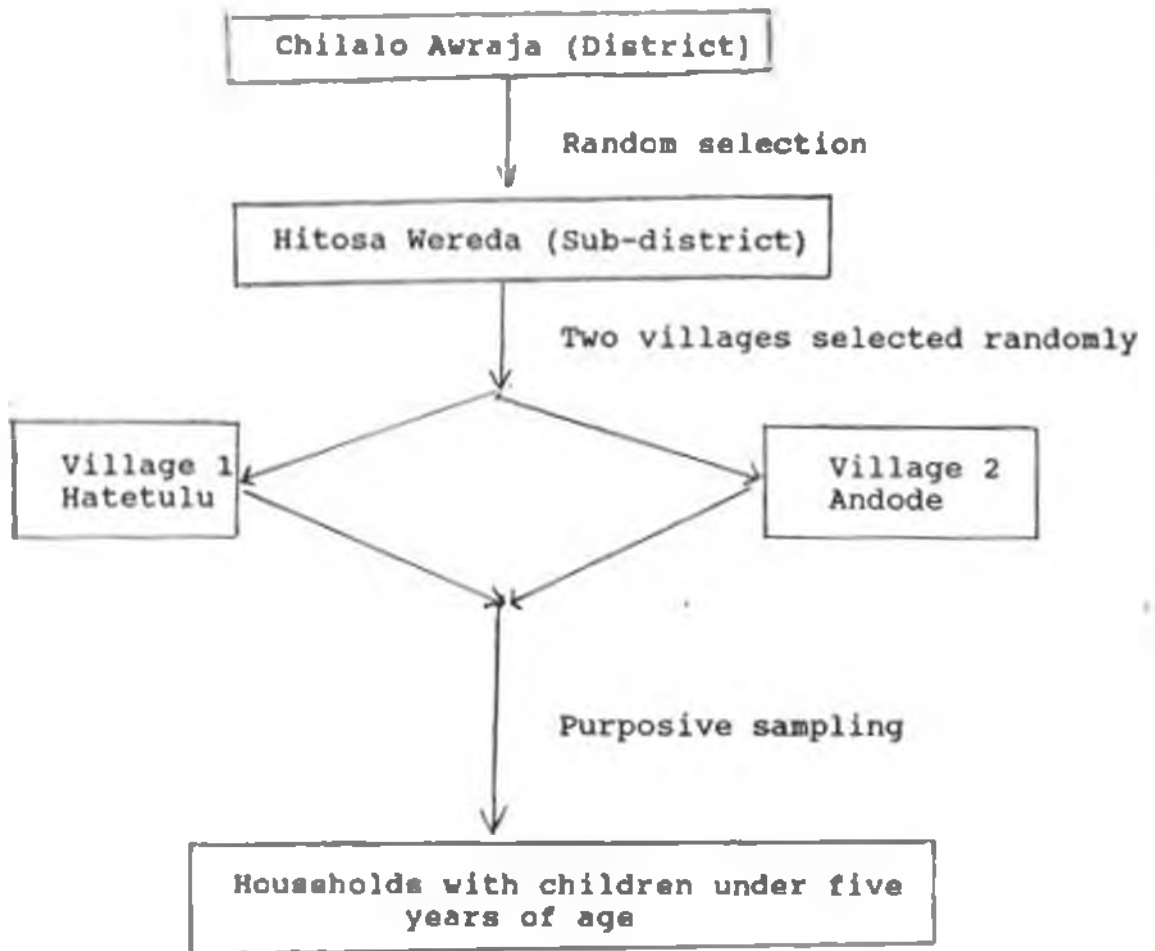 Chilalo Awraja (District)
Random selection
Hitosa Wereda (Sub-district)
Two villages selected randomly
Village 1
Hatetulu
Village 2
Andode
Purposive sampling
Households with children under five
years of age